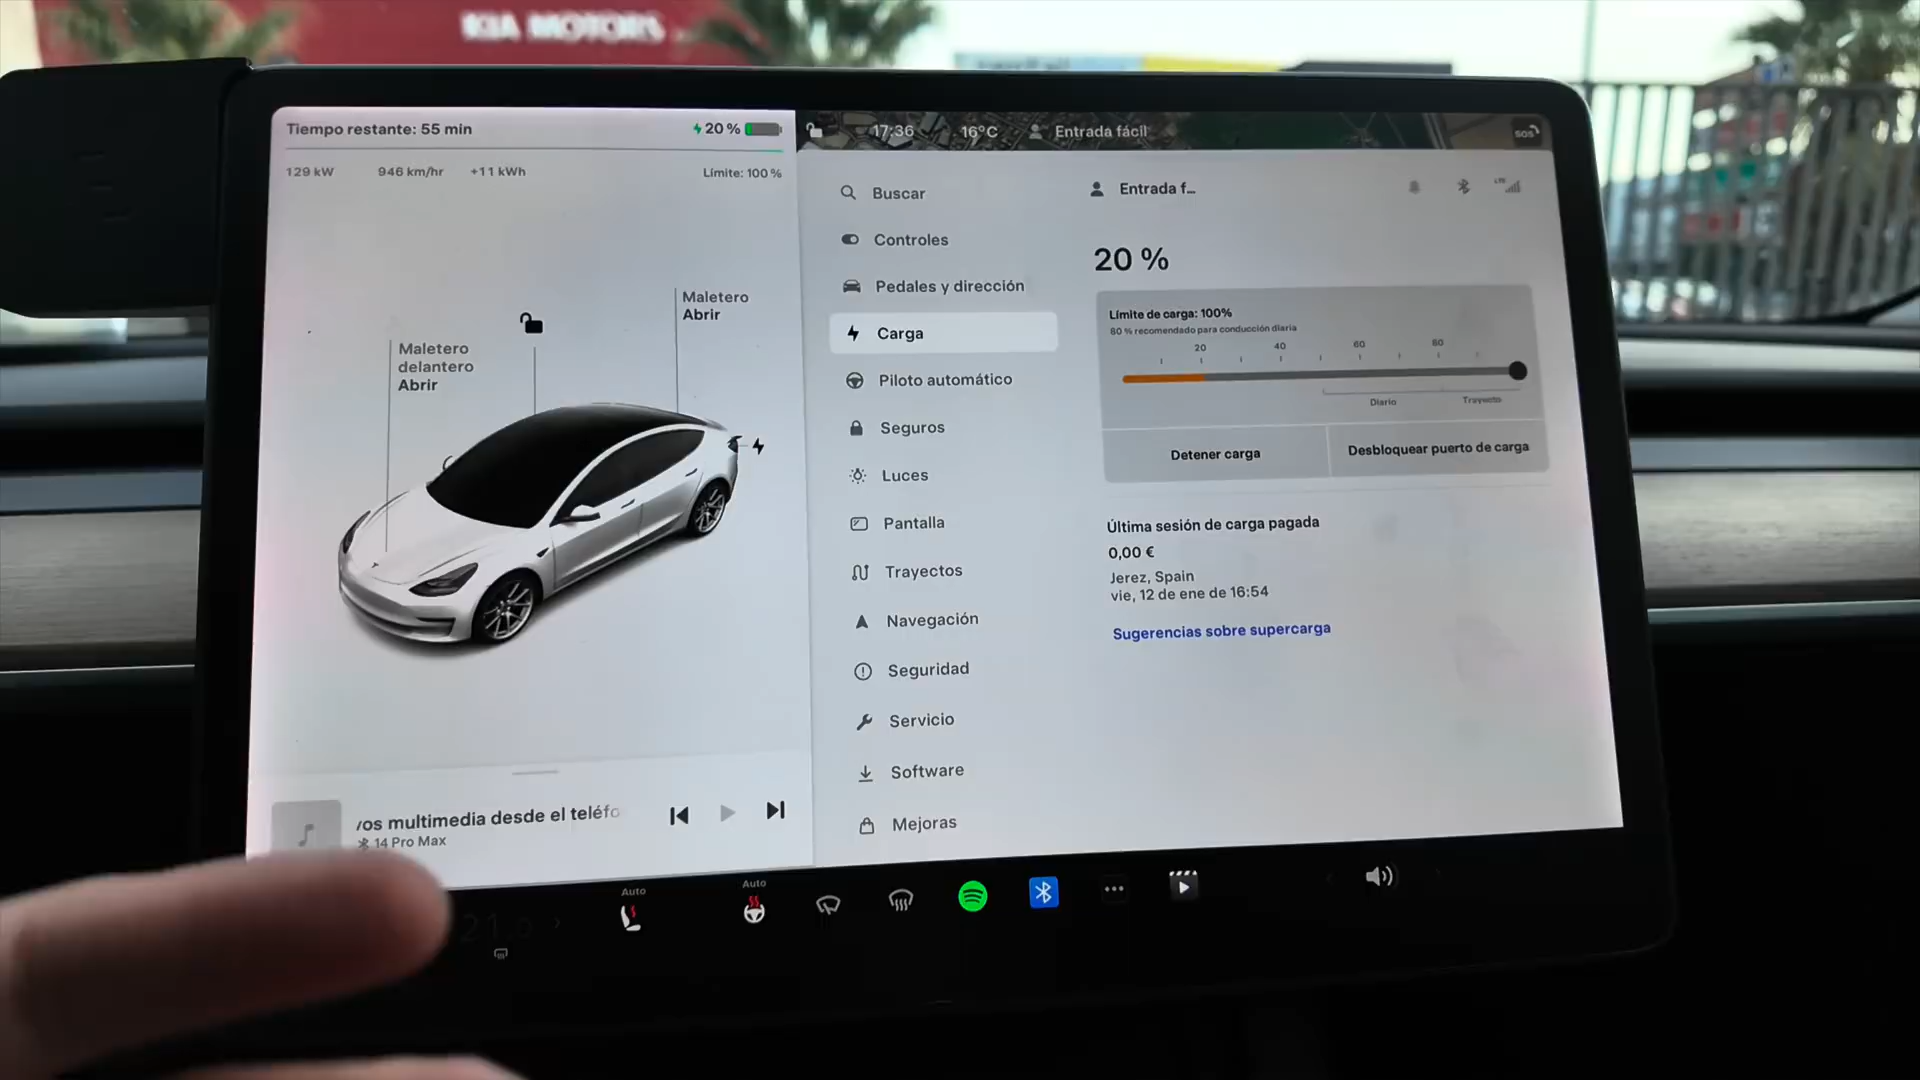 KIA MOTORS
Tiempo restante: 55 min
20 %
129 kW
946 km/hr
+11 kWh
Límite: 100 %
Maletero
Abrir
Maletero
delantero
Abrir
multimedia desde el
14 Pro Max
17:36
16°C
Entrada fácil
SOS
Buscar
Controles
Pedales y dirección
Carga
Piloto automático
Seguros
Luces
Pantalla
Trayectos
Navegación
Seguridad
Servicio
Software
Mejoras
Entrada f...
LTE
20 %
Límite de carga: 100%
80 % recomendado para conducción diaria
20
40
60
80
Diario
Trayecto
Detener carga
Desbloquear puerto de carga
Última sesión de carga pagada
0,00 €
Jerez, Spain
vie, 12 de ene de 16:54
Sugerencias sobre supercarga
21.0
Auto
Auto